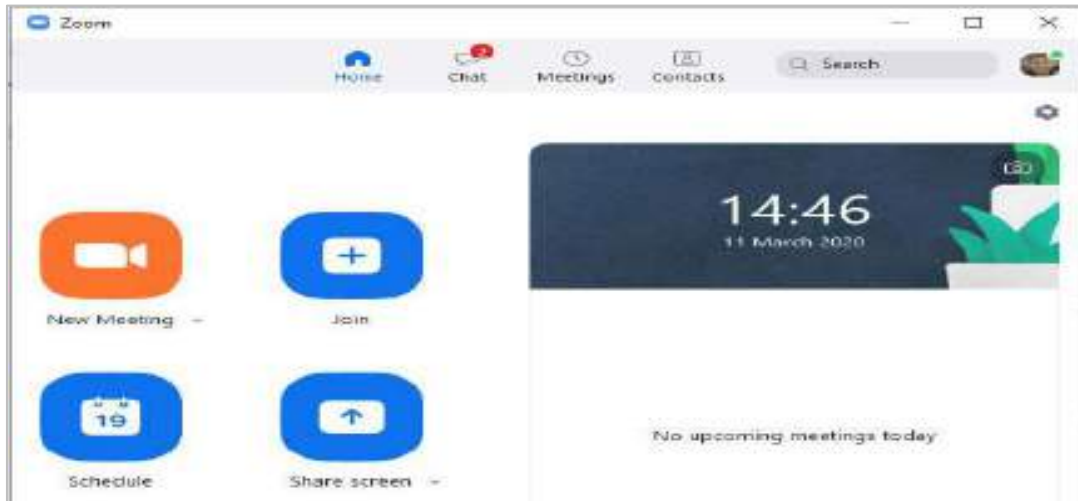 Zoom
Home
Chat
2
Meetings
Contacts
Search
14:46
11 March 2020
New Meeting
Join
19
Schedule
Share screen
No upcoming meetings today